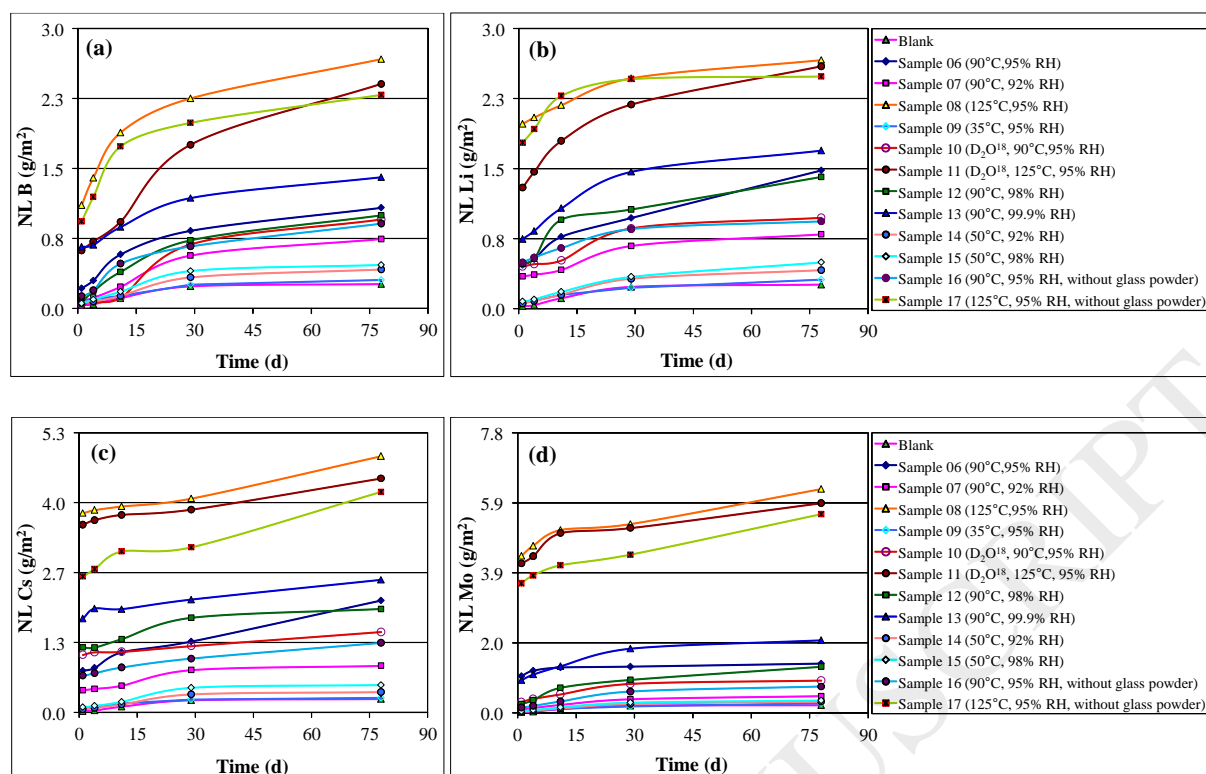 (a)
NL B (g/m²)
3.0
2.3
1.5
0.8
0.0
0 15 30 45 60 75 90
Time (d)
(b)
NL Li (g/m²)
3.0
2.3
1.5
0.8
0.0
0 15 30 45 60 75 90
Time (d)
Blank
Sample 06 (90°C,95% RH)
Sample 07 (90°C, 92% RH)
Sample 08 (125°C,95% RH)
Sample 09 (35°C, 95% RH)
Sample 10 (D₂O¹⁸, 90°C,95% RH)
Sample 11 (D₂O¹⁸, 125°C, 95% RH)
Sample 12 (90°C, 98% RH)
Sample 13 (90°C, 99.9% RH)
Sample 14 (50°C, 92% RH)
Sample 15 (50°C, 98% RH)
Sample 16 (90°C, 95% RH, without glass powder)
Sample 17 (125°C, 95% RH, without glass powder)
(c)
NL Cs (g/m²)
5.3
4.0
2.7
1.3
0.0
0 15 30 45 60 75 90
Time (d)
(d)
NL Mo (g/m²)
7.8
5.9
3.9
2.0
0.0
0 15 30 45 60 75 90
Time (d)
Blank
Sample 06 (90°C,95% RH)
Sample 07 (90°C, 92% RH)
Sample 08 (125°C,95% RH)
Sample 09 (35°C, 95% RH)
Sample 10 (D₂O¹⁸, 90°C,95% RH)
Sample 11 (D₂O¹⁸, 125°C, 95% RH)
Sample 12 (90°C, 98% RH)
Sample 13 (90°C, 99.9% RH)
Sample 14 (50°C, 92% RH)
Sample 15 (50°C, 98% RH)
Sample 16 (90°C, 95% RH, without glass powder)
Sample 17 (125°C, 95% RH, without glass powder)
USCRIPT